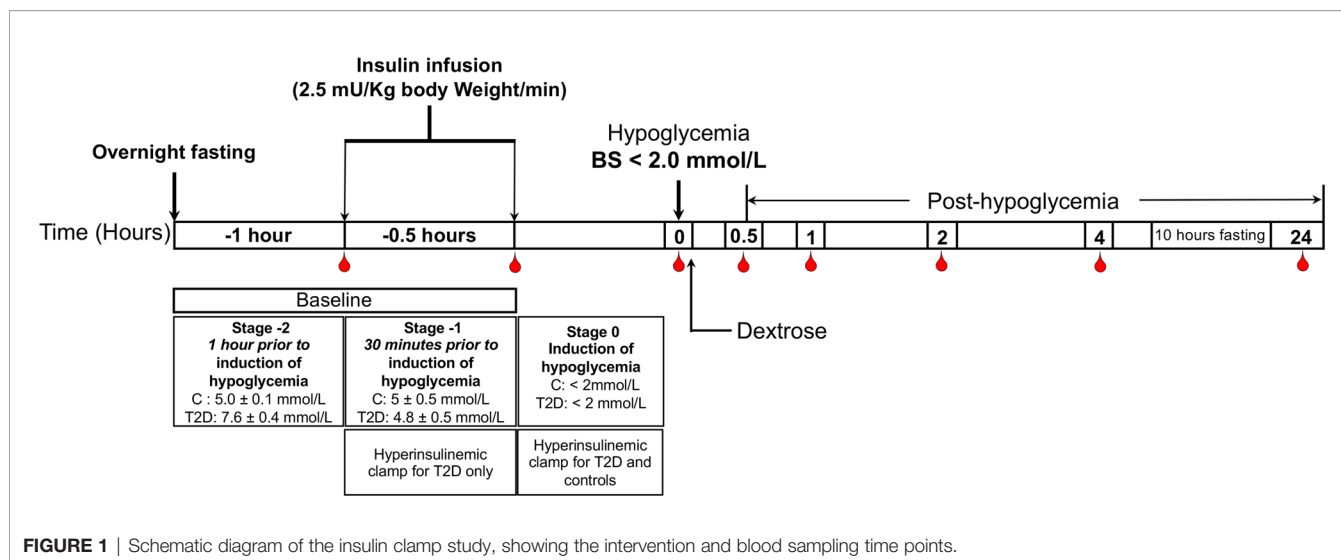 Insulin infusion
(2.5 mU/Kg body Weight/min)
Overnight fasting
Hypoglycemia
BS < 2.0 mmol/L
Post-hypoglycemia
Time (Hours) -1 hour -0.5 hours 0 0.5 1 2 4 10 hours fasting 24
Dextrose
Baseline
Stage -2
1 hour prior to
induction of
hypoglycemia
C : 5.0 ± 0.1 mmol/L
T2D: 7.6 ± 0.4 mmol/L
Stage -1
30 minutes prior to
induction of
hypoglycemia
C: 5 ± 0.5 mmol/L
T2D: 4.8 ± 0.5 mmol/L
Stage 0
Induction of
hypoglycemia
C: < 2mmol/L
T2D: < 2 mmol/L
Hyperinsulinemic
clamp for T2D only
Hyperinsulinemic
clamp for T2D and
controls
FIGURE 1 | Schematic diagram of the insulin clamp study, showing the intervention and blood sampling time points.